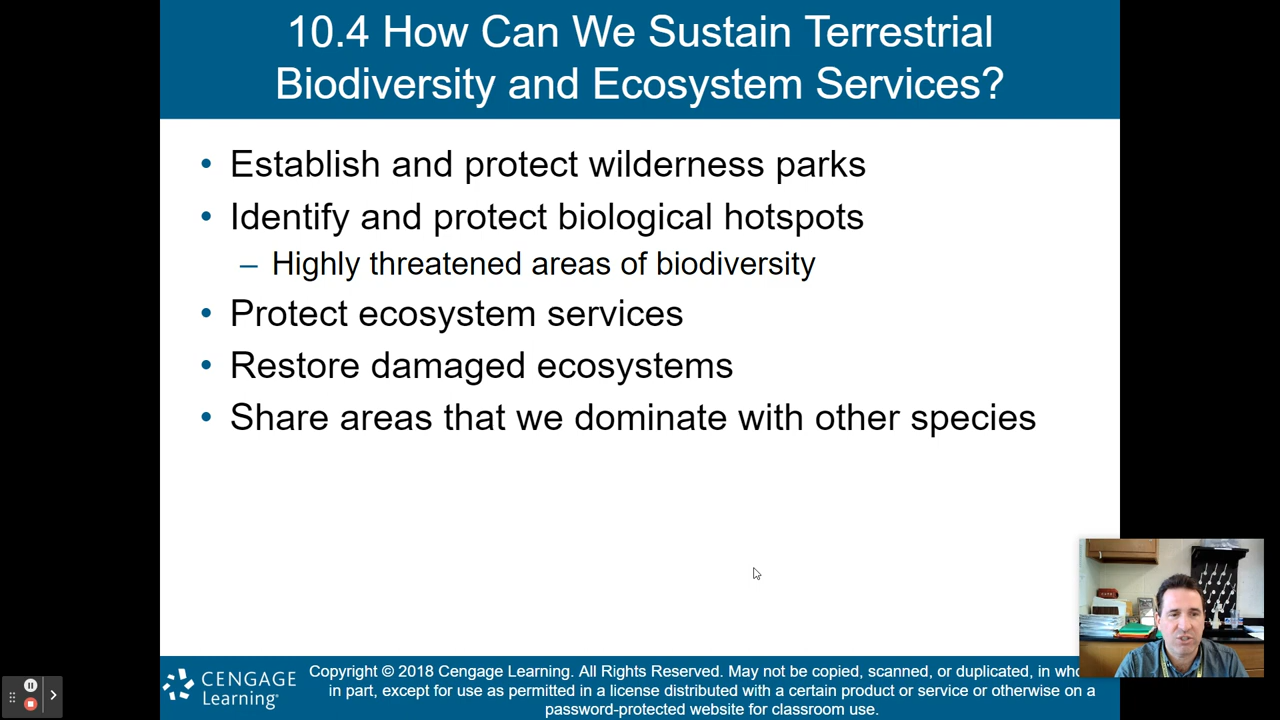 10.4 How Can We Sustain Terrestrial
Biodiversity and Ecosystem Services?
• Establish and protect wilderness parks
• Identify and protect biological hotspots
– Highly threatened areas of biodiversity
• Protect ecosystem services
• Restore damaged ecosystems
• Share areas that we dominate with other species
CENGAGE
Learning®
Copyright © 2018 Cengage Learning. All Rights Reserved. May not be copied, scanned, or duplicated, in
in part, except for use as permitted in a license distributed with a certain product or service or otherwise on a
password-protected website for classroom use.